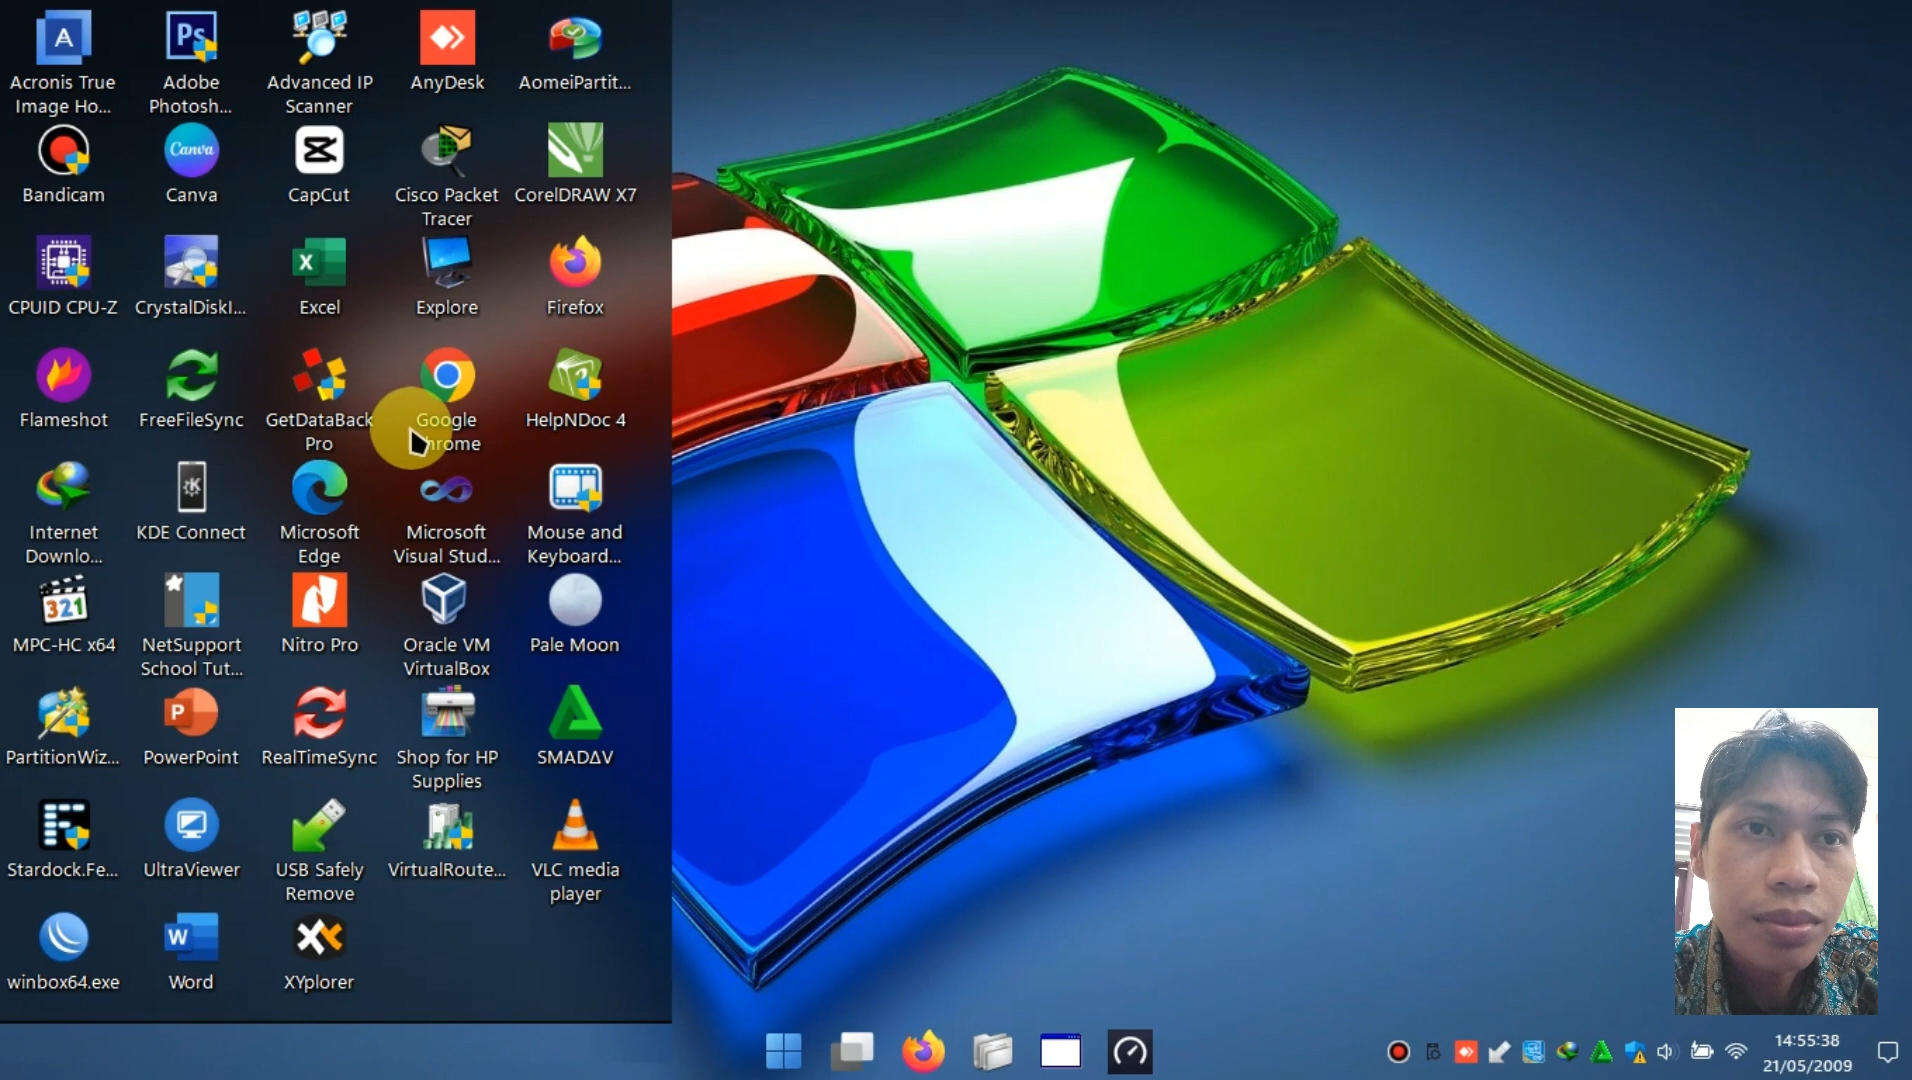 A
Ps
Acronis True
Image Ho...
Adobe
Photosh...
Advanced IP
Scanner
AnyDesk
AomeiPartit...
Canva
Bandicam
Canva
CapCut
Cisco Packet
Tracer
CorelDRAW X7
X
CPUID CPU-Z
CrystalDiskI...
Excel
Explore
Firefox
Flameshot
FreeFileSync
GetDataBack
Pro
Google
Chrome
HelpNDoc 4
K
Internet
Downlo...
KDE Connect
Microsoft
Edge
Microsoft
Visual Stud...
Mouse and
Keyboard...
321
MPC-HC x64
NetSupport
School Tut...
Nitro Pro
Oracle VM
VirtualBox
Pale Moon
P
PartitionWiz...
PowerPoint
RealTimeSync
Shop for HP
Supplies
SMADΔV
Stardock.Fe...
UltraViewer
USB Safely
Remove
VirtualRoute...
VLC media
player
W
winbox64.exe
Word
XYplorer
14:55:38
21/05/2009